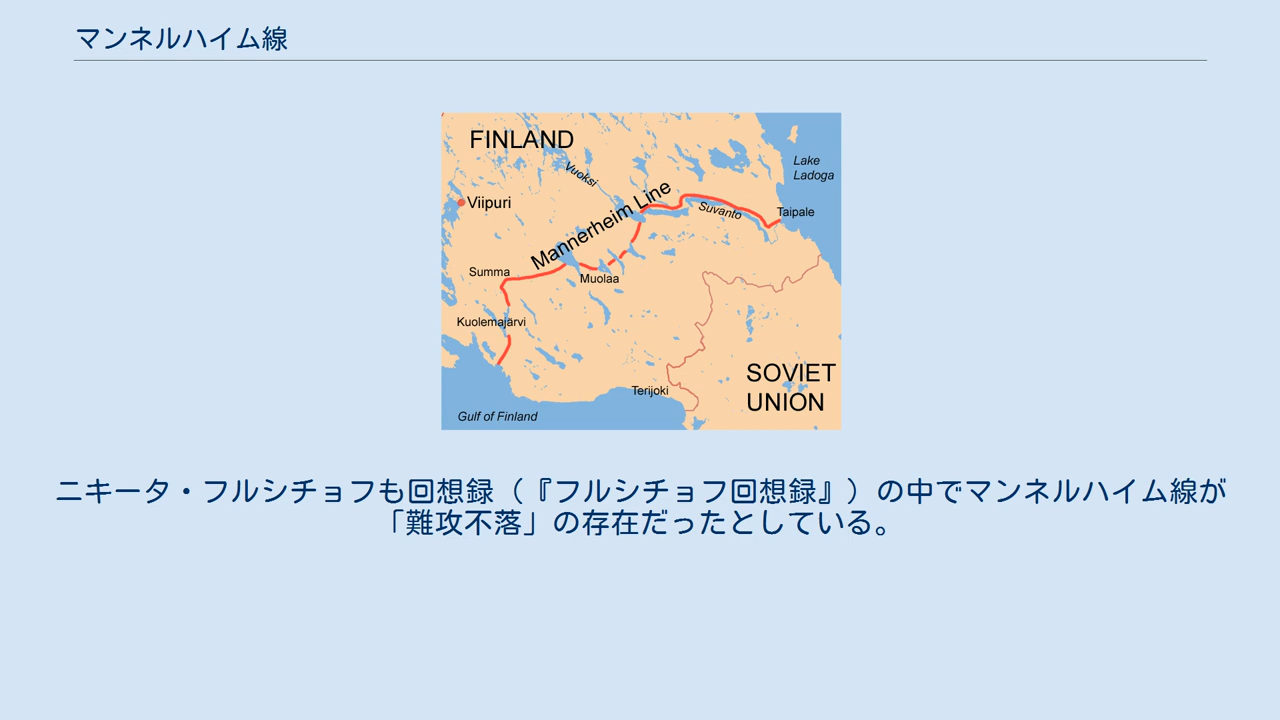 マンネルハイム線
FINLAND
Vuoksi
Lake
Ladoga
Viipuri
Mannerheim Line
Suvanto
Taipale
Summa
Muolaa
Kuolemajärvi
SOVIET
UNION
Terijoki
Gulf of Finland
ニキータ・フルシチョフも回想録（『フルシチョフ回想録』）の中でマンネルハイム線が
「難攻不落」の存在だったとしている。